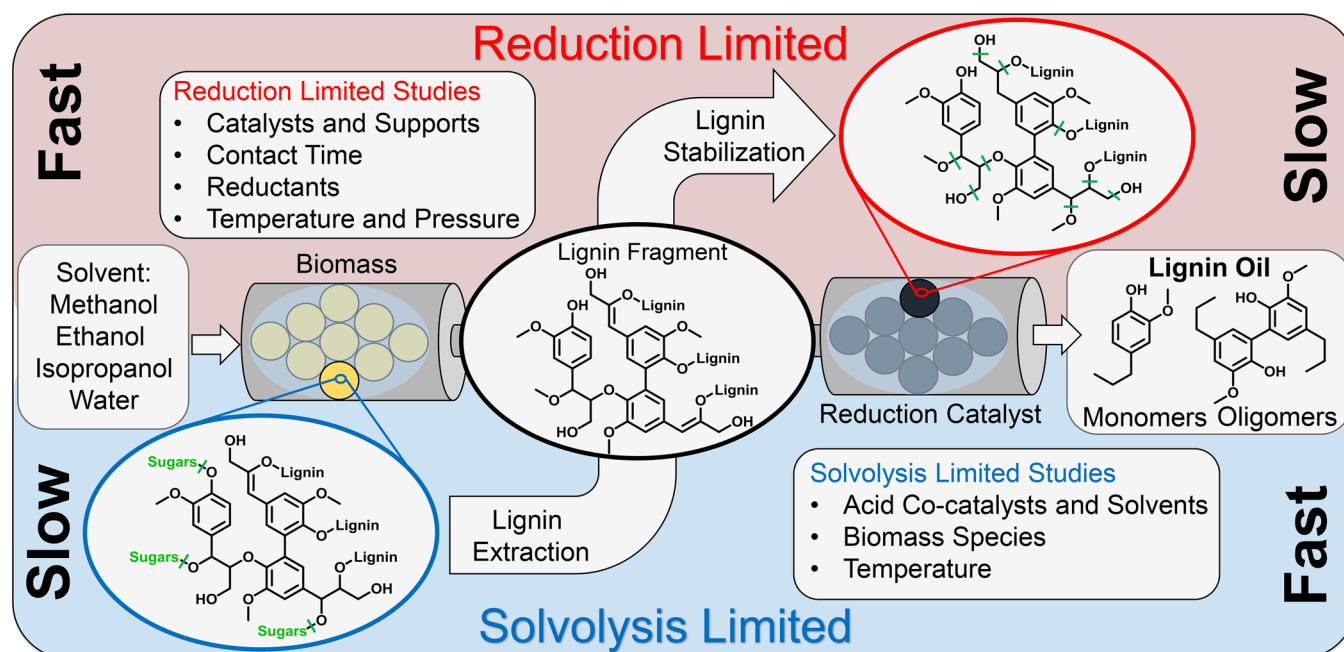 Reduction Limited
Fast
Slow
Reduction Limited Studies
• Catalysts and Supports
• Contact Time
• Reductants
• Temperature and Pressure
Lignin
Stabilization
OH
O
Lignin
OH
O
O
O
Lignin
O
O
O
Lignin
HO
O
OH
O
O
Solvent:
Methanol
Ethanol
Isopropanol
Water
Biomass
Lignin Fragment
OH
O
Lignin
OH
O
O
O
Lignin
O
O
Lignin
O
HO
O
OH
Reduction Catalyst
Lignin Oil
OH
O
O
HO
OH
O
Monomers Oligomers
Slow
Fast
OH
Sugars
O
O
Lignin
O
O
O
Lignin
Sugars
O
O
Lignin
O
HO
O
OH
O
Sugars
Lignin
Extraction
Solvolysis Limited Studies
• Acid Co-catalysts and Solvents
• Biomass Species
• Temperature
Solvolysis Limited